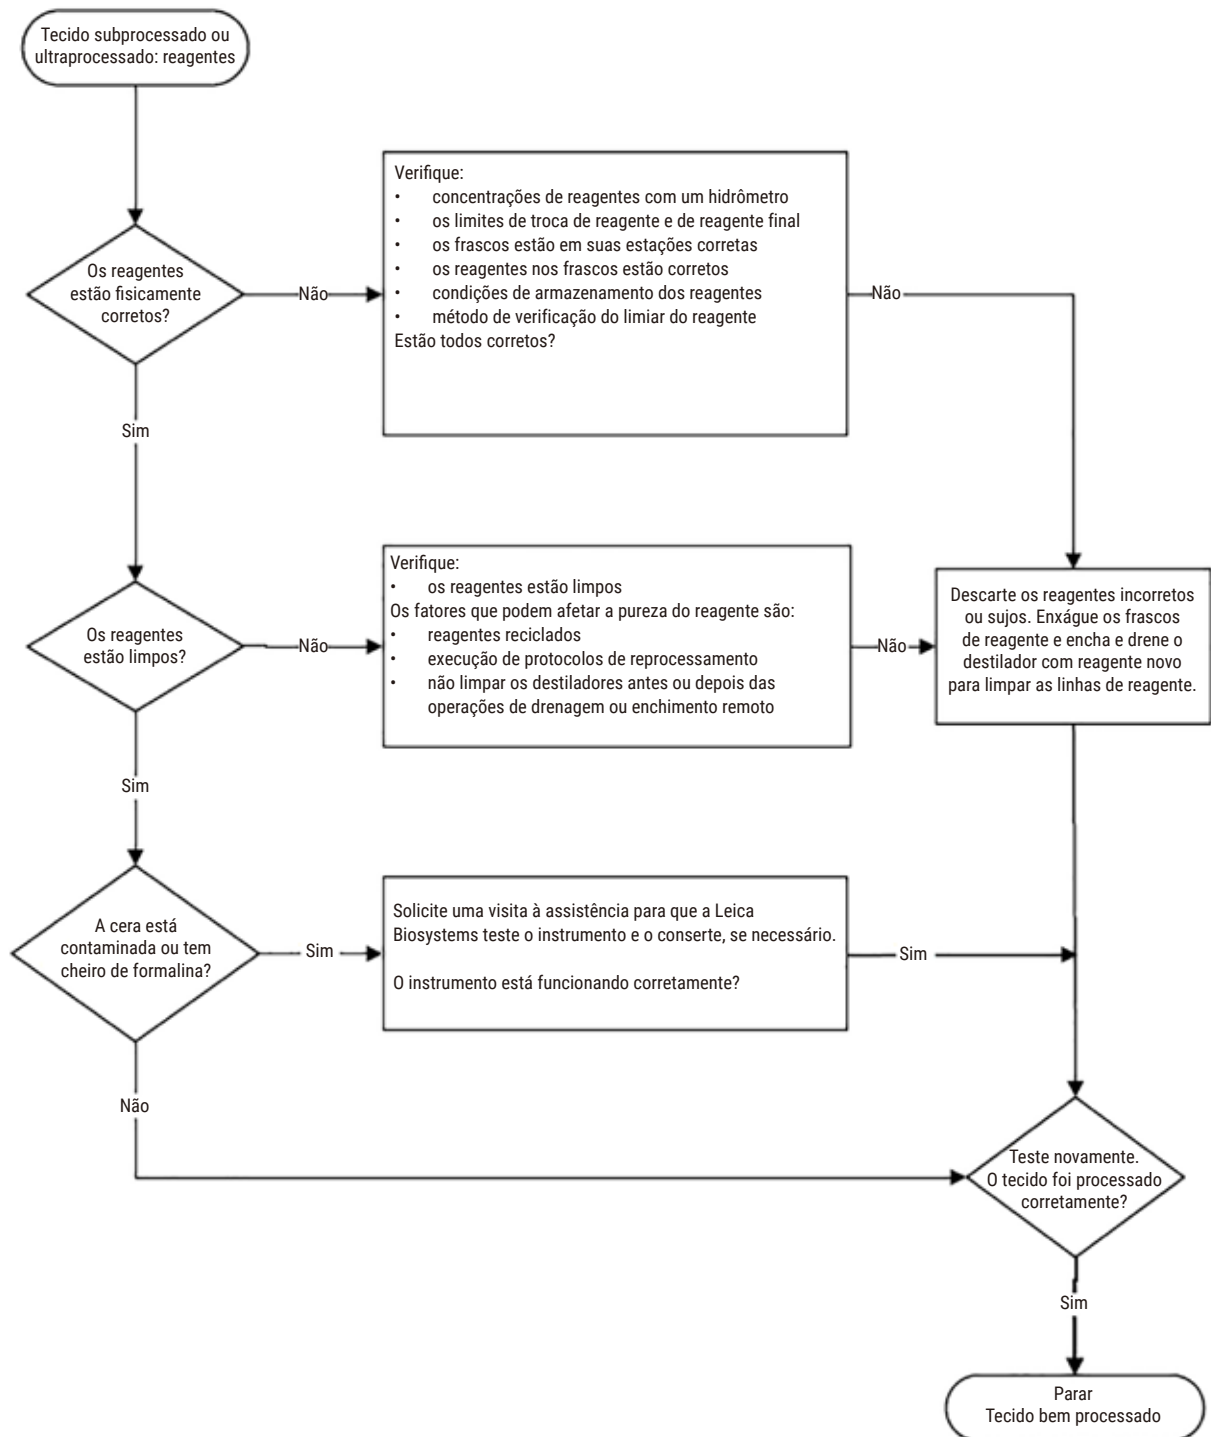 Tecido subprocessado ou
ultraprocessado: reagentes
Verifique:
• concentrações de reagentes com um hidrômetro
• os limites de troca de reagente e de reagente final
• os frascos estão em suas estações corretas
• os reagentes nos frascos estão corretos
• condições de armazenamento dos reagentes
• método de verificação do limiar do reagente
Estão todos corretos?
Os reagentes
estão fisicamente
corretos?
Não
Não
Sim
Verifique:
• os reagentes estão limpos
Os fatores que podem afetar a pureza do reagente são:
• reagentes reciclados
• execução de protocolos de reprocessamento
• não limpar os destiladores antes ou depois das
operações de drenagem ou enchimento remoto
Descarte os reagentes incorretos
ou sujos. Enxágue os frascos
de reagente e encha e drene o
destilador com reagente novo
para limpar as linhas de reagente.
Os reagentes
estão limpos?
Não
Não
Sim
A cera está
contaminada ou tem
cheiro de formalina?
Sim
Solicite uma visita à assistência para que a Leica
Biosystems teste o instrumento e o conserte, se necessário.
O instrumento está funcionando corretamente?
Sim
Não
Teste novamente.
O tecido foi processado
corretamente?
Sim
Parar
Tecido bem processado